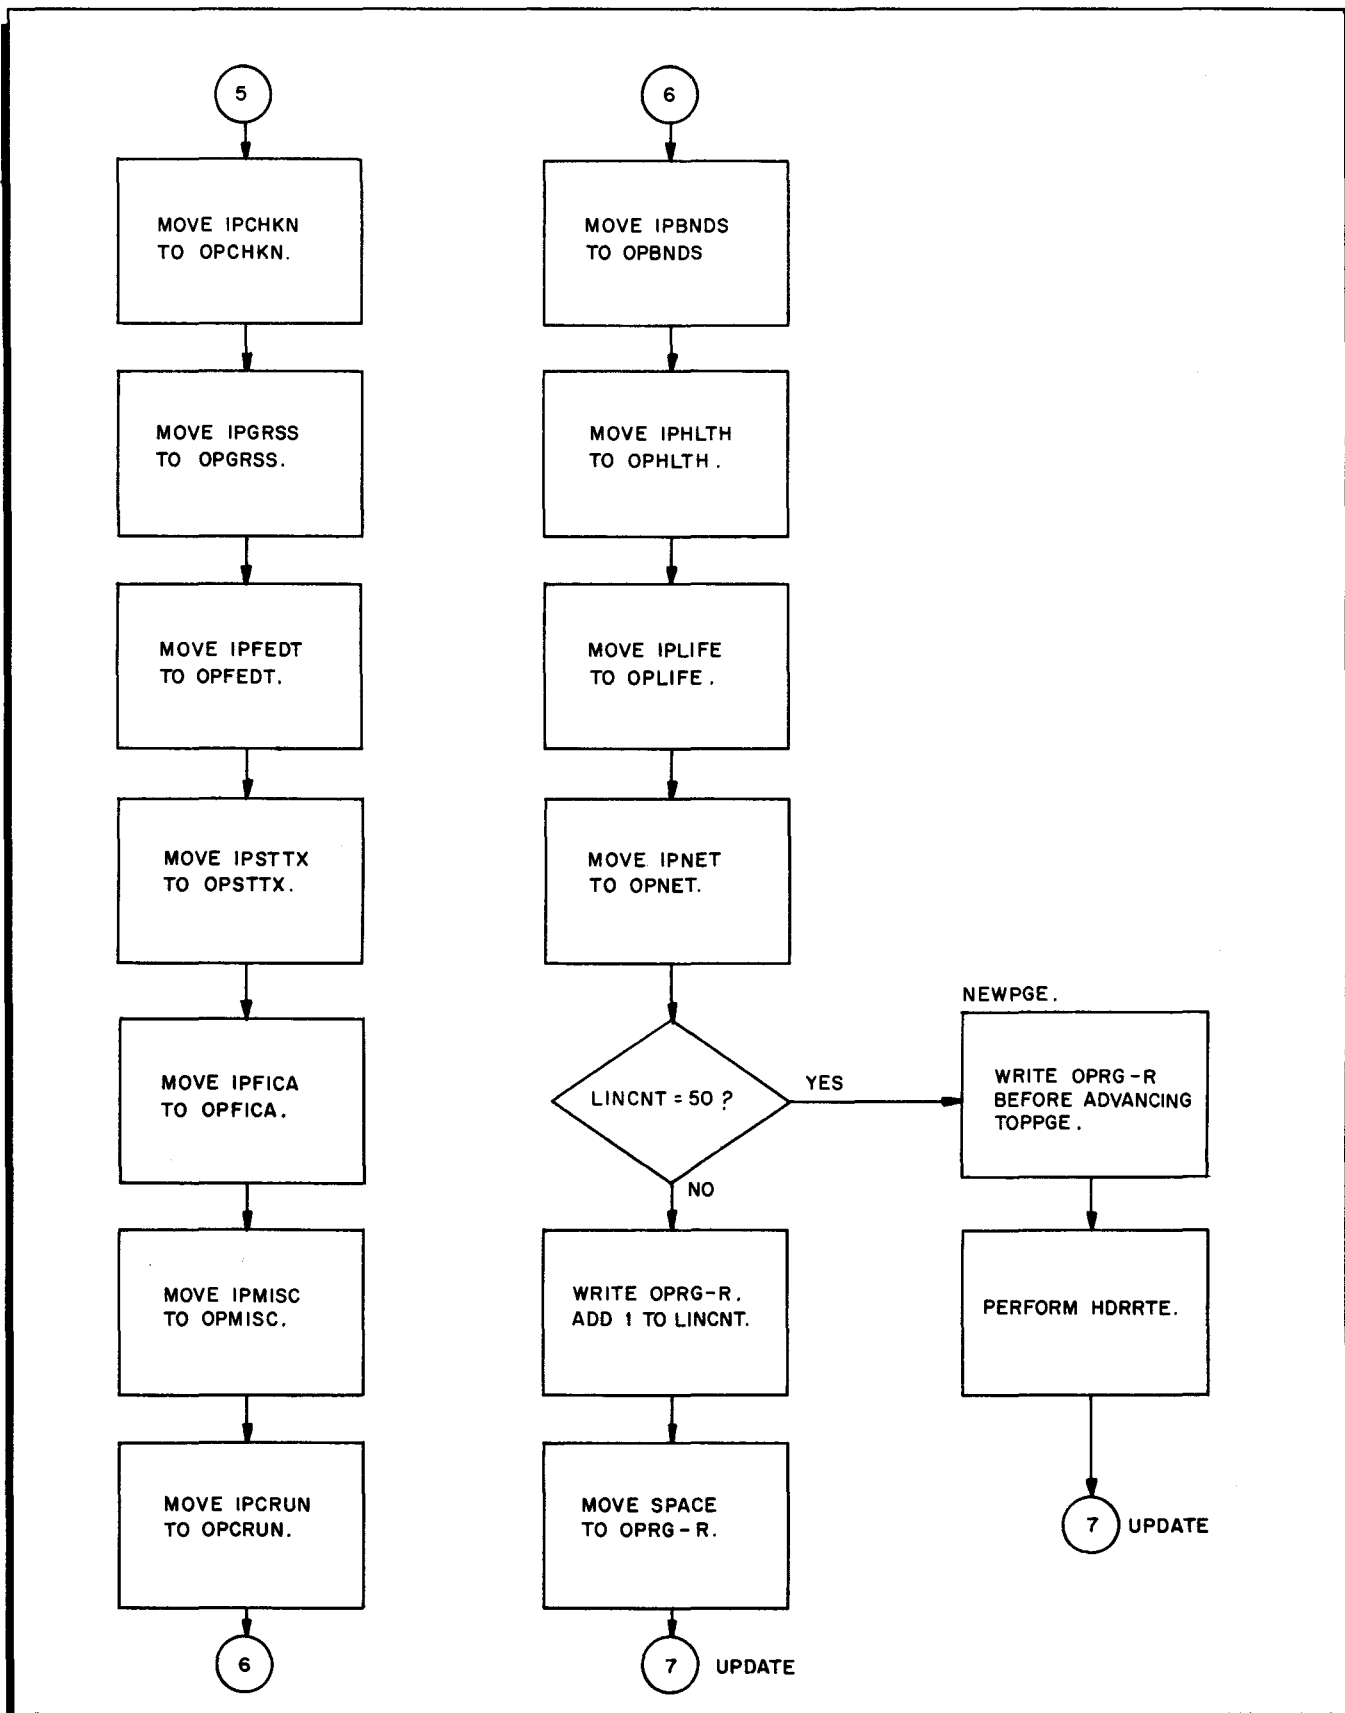 5
MOVE IPCHKN
TO OPCHKN.
MOVE IPGRSS
TO OPGRSS.
MOVE IPFEDT
TO OPFEDT.
MOVE IPSTTX
TO OPSTTX.
MOVE IPFICA
TO OPFICA.
MOVE IPMISC
TO OPMISC.
MOVE IPCRUN
TO OPCRUN.
6
6
MOVE IPBNDS
TO OPBNDS
MOVE IPHLTH
TO OPHLTH.
MOVE IPLIFE
TO OPLIFE.
MOVE IPNET
TO OPNET.
LINCNT = 50 ?
YES
NO
WRITE OPRG-R.
ADD 1 TO LINCNT.
MOVE SPACE
TO OPRG-R.
7 UPDATE
NEWPGE.
WRITE OPRG-R
BEFORE ADVANCING
TOPPGE.
PERFORM HDRRTE.
7 UPDATE